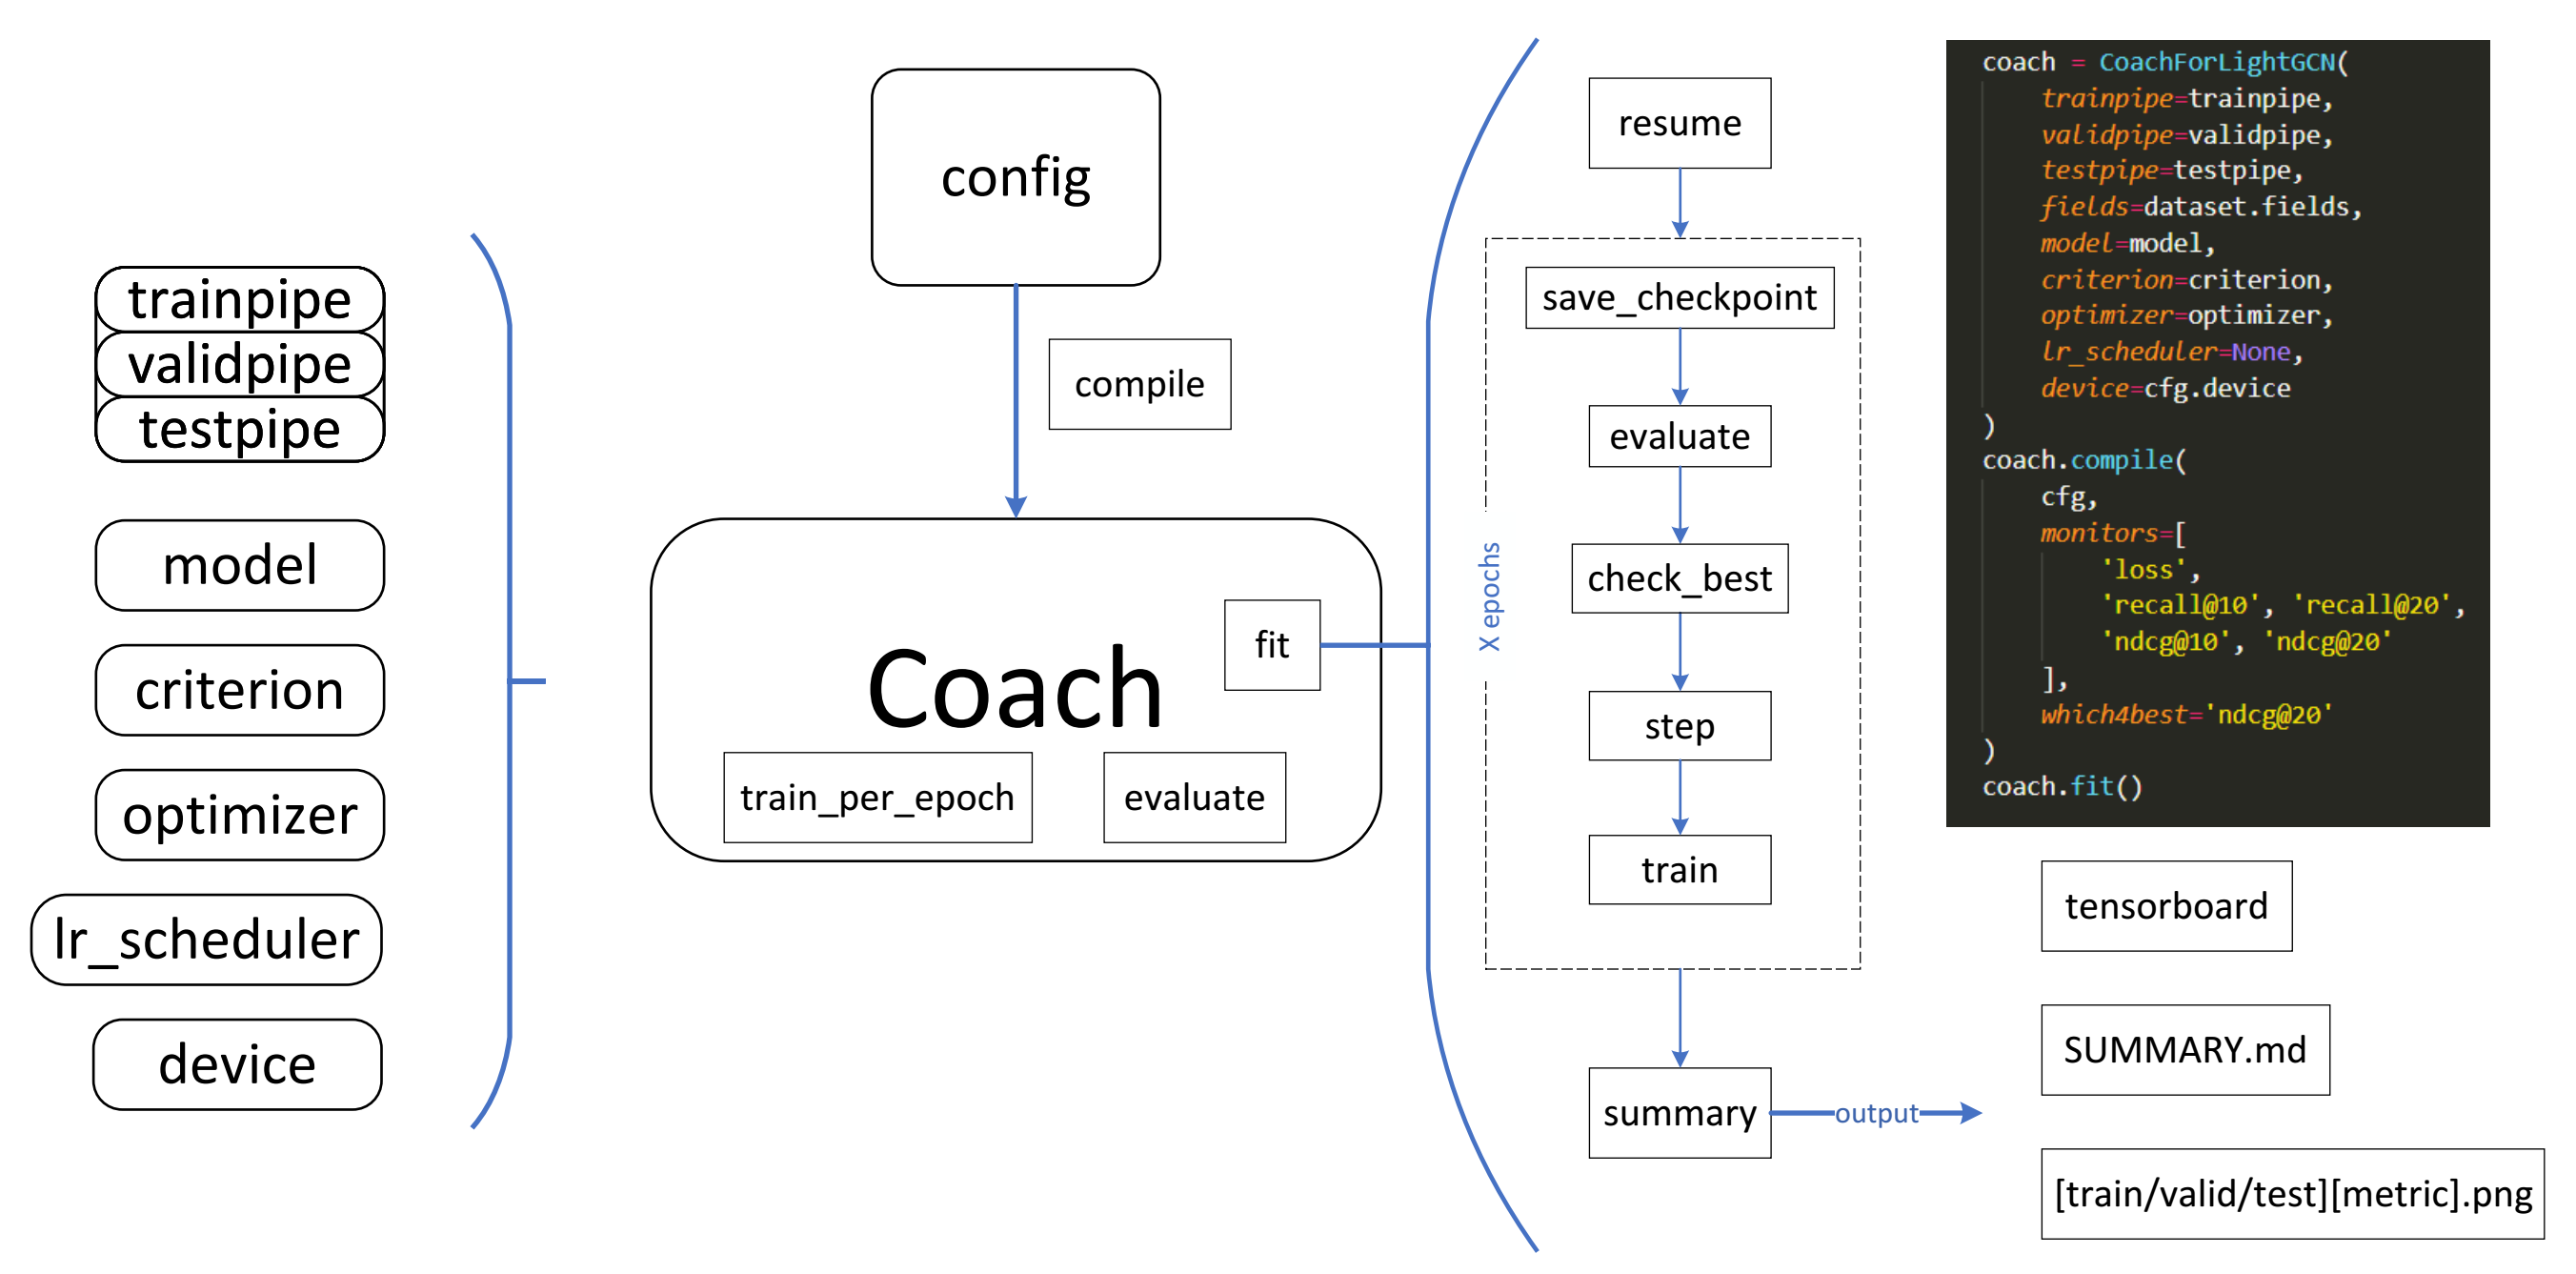 trainpipe
validpipe
testpipe
model
criterion
optimizer
lr_scheduler
device
config
compile
Coach
fit
train_per_epoch
evaluate
resume
X epochs
save_checkpoint
evaluate
check_best
step
train
summary
output
coach = CoachForLightGCN(
    trainpipe=trainpipe,
    validpipe=validpipe,
    testpipe=testpipe,
    fields=dataset.fields,
    model=model,
    criterion=criterion,
    optimizer=optimizer,
    lr_scheduler=None,
    device=cfg.device
)
coach.compile(
    cfg,
    monitors=[
        'loss',
        'recall@10', 'recall@20',
        'ndcg@10', 'ndcg@20'
    ],
    which4best='ndcg@20'
)
coach.fit()
tensorboard
SUMMARY.md
[train/valid/test][metric].png